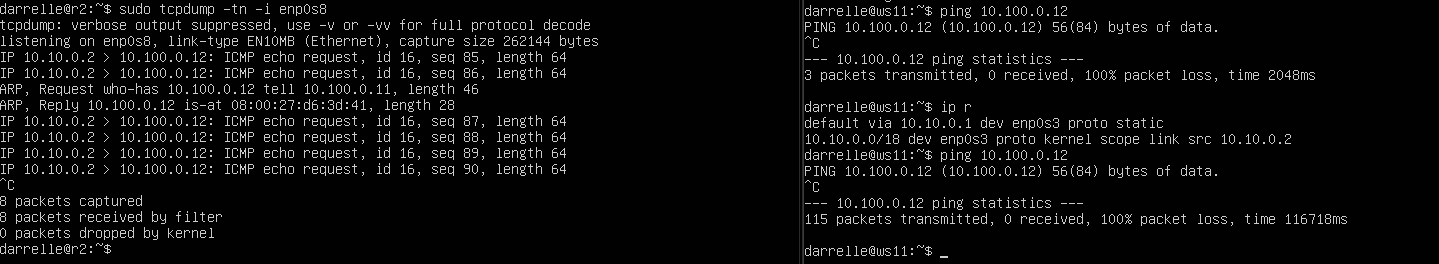 darrelle@r2:~$ sudo tcpdump -tn -i enp0s8
tcpdump: verbose output suppressed, use -v or -vv for full protocol decode
listening on enp0s8, link-type EN10MB (Ethernet), capture size 262144 bytes
IP 10.10.0.2 > 10.100.0.12: ICMP echo request, id 16, seq 85, length 64
IP 10.10.0.2 > 10.100.0.12: ICMP echo request, id 16, seq 86, length 64
ARP, Request who-has 10.100.0.12 tell 10.100.0.11, length 46
ARP, Reply 10.100.0.12 is-at 08:00:27:d6:3d:41, length 28
IP 10.10.0.2 > 10.100.0.12: ICMP echo request, id 16, seq 87, length 64
IP 10.10.0.2 > 10.100.0.12: ICMP echo request, id 16, seq 88, length 64
IP 10.10.0.2 > 10.100.0.12: ICMP echo request, id 16, seq 89, length 64
IP 10.10.0.2 > 10.100.0.12: ICMP echo request, id 16, seq 90, length 64
^C
8 packets captured
8 packets received by filter
0 packets dropped by kernel
darrelle@r2:~$
darrelle@ws11:~$ ping 10.100.0.12
PING 10.100.0.12 (10.100.0.12) 56(84) bytes of data.
^C
--- 10.100.0.12 ping statistics ---
3 packets transmitted, 0 received, 100% packet loss, time 2048ms
darrelle@ws11:~$ ip r
default via 10.10.0.1 dev enp0s3 proto static
10.10.0.0/18 dev enp0s3 proto kernel scope link src 10.10.0.2
darrelle@ws11:~$ ping 10.100.0.12
PING 10.100.0.12 (10.100.0.12) 56(84) bytes of data.
^C
--- 10.100.0.12 ping statistics ---
115 packets transmitted, 0 received, 100% packet loss, time 116718ms
darrelle@ws11:~$ _